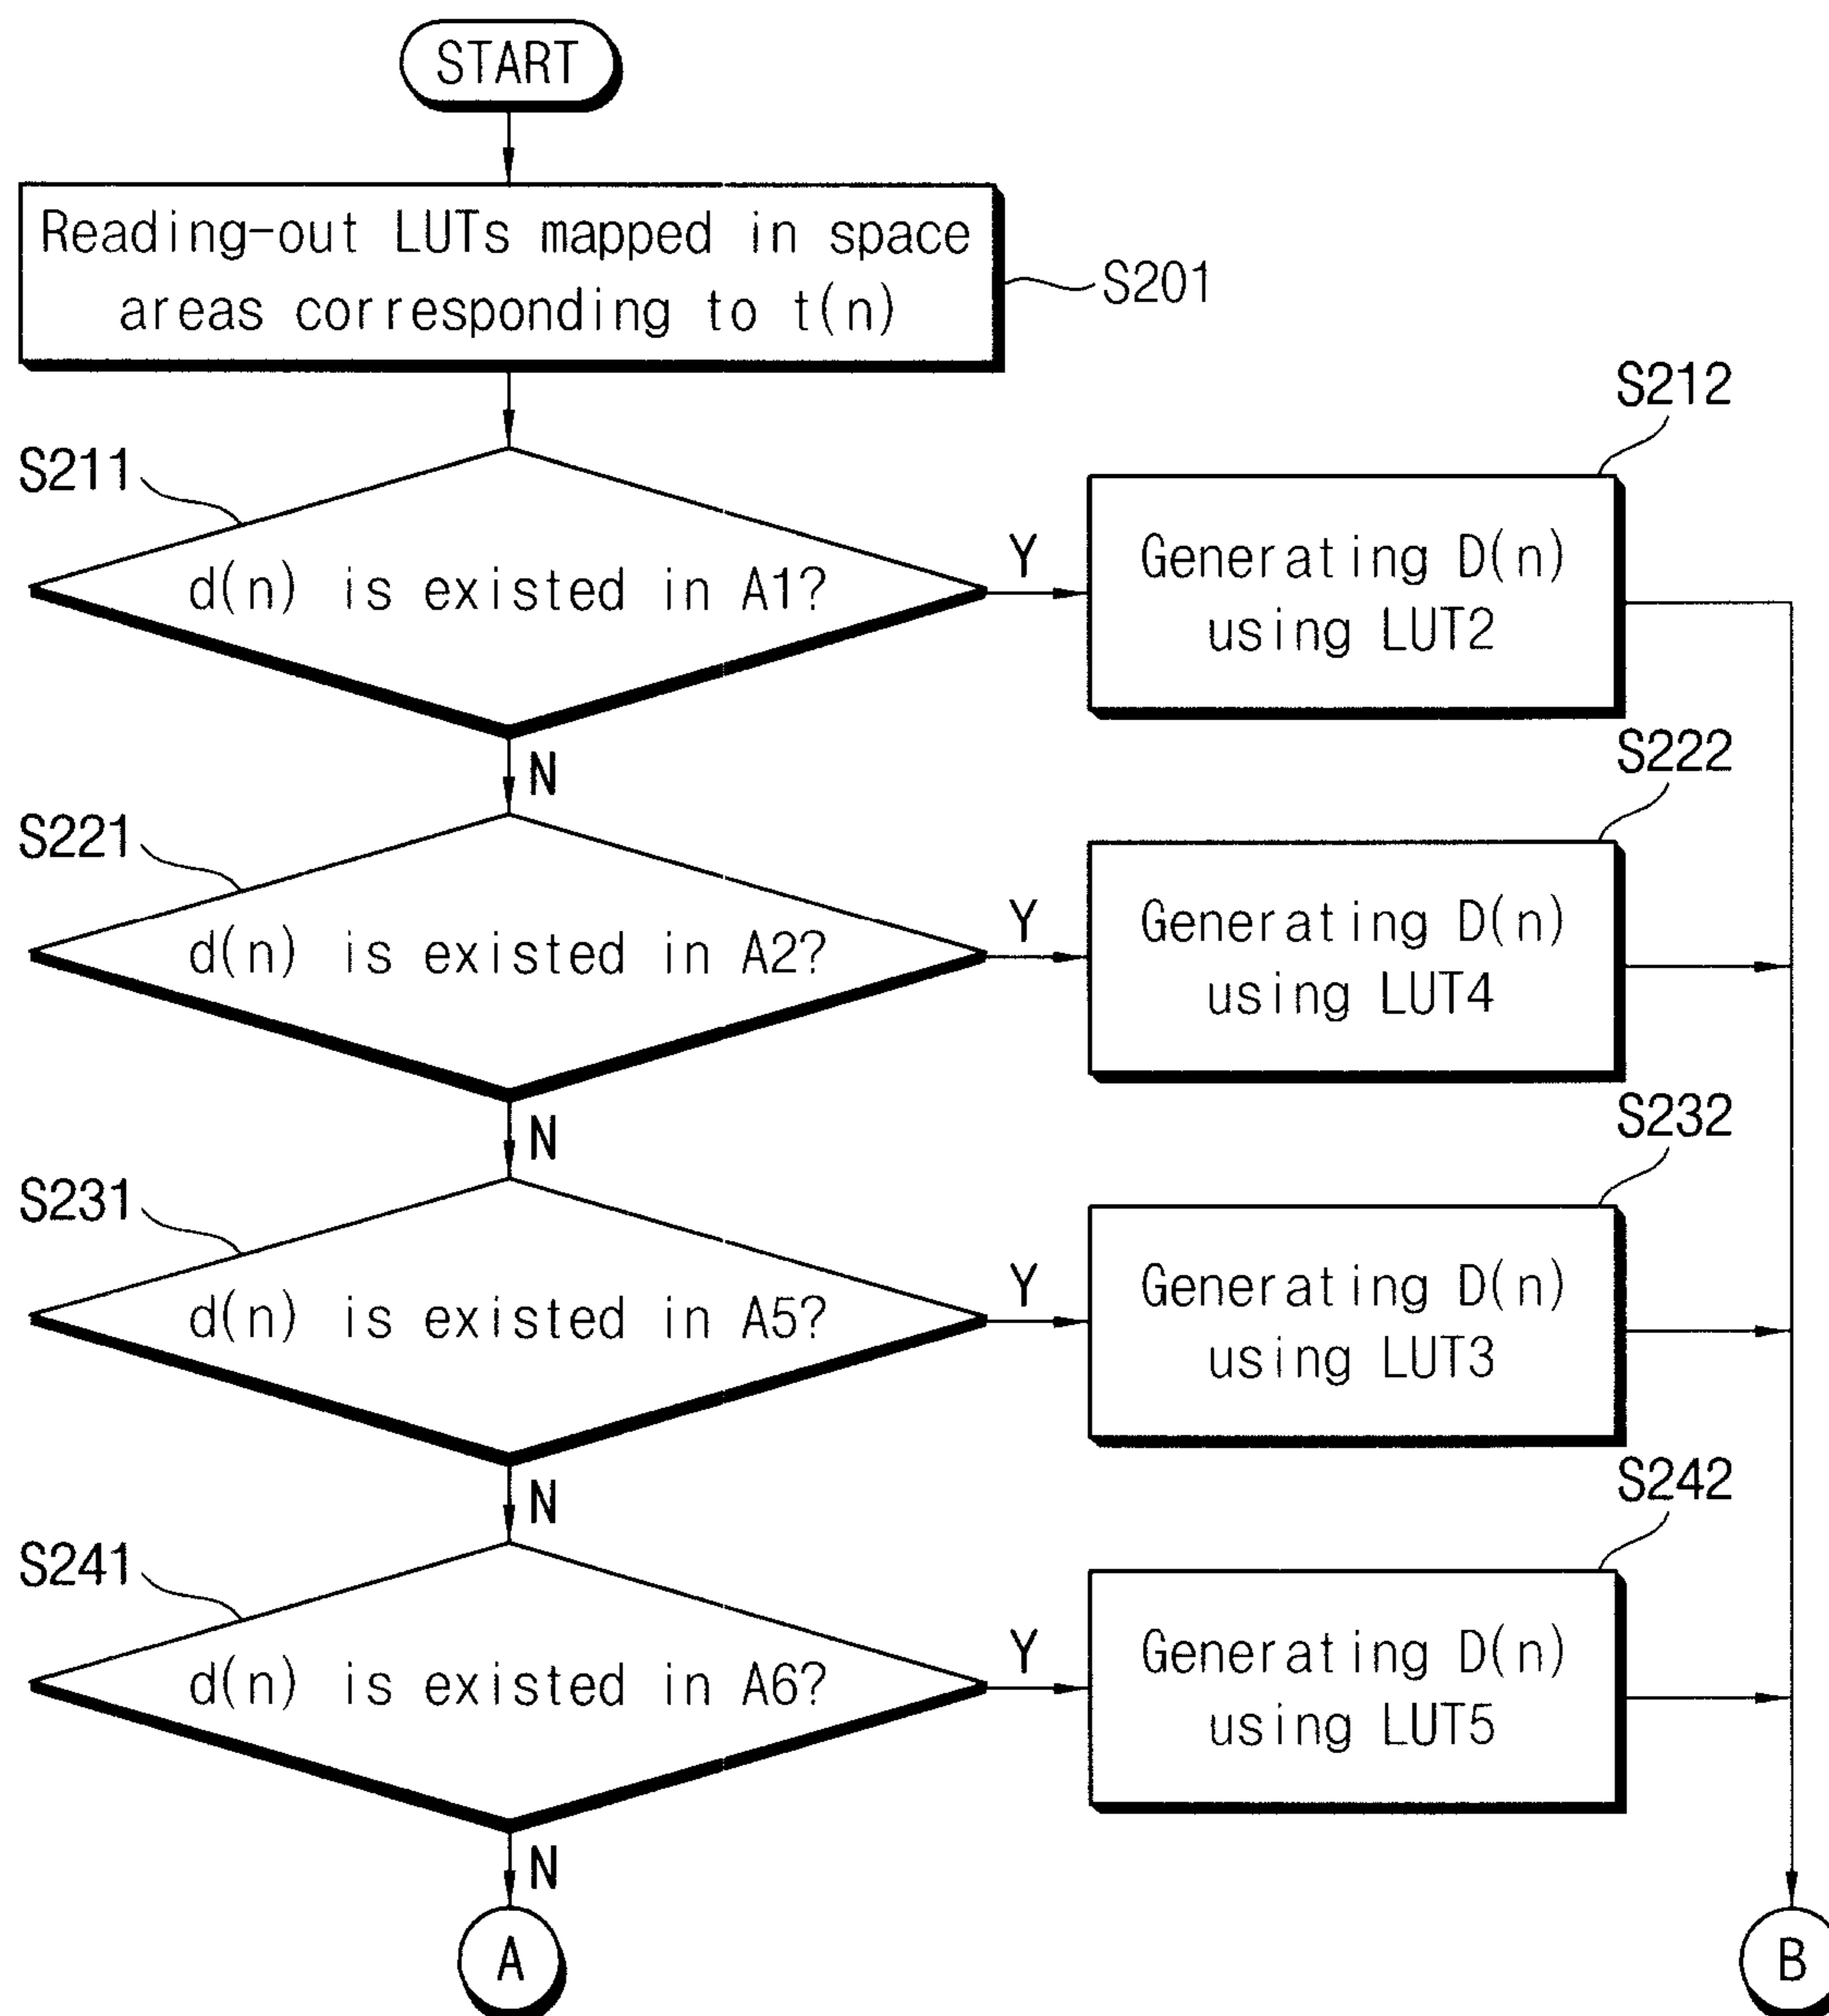 START
Reading-out LUTs mapped in space
areas corresponding to t(n)
S201
S211
d(n) is existed in A1?
Y
S212
Generating D(n)
using LUT2
N
S221
d(n) is existed in A2?
Y
S222
Generating D(n)
using LUT4
N
S231
d(n) is existed in A5?
Y
S232
Generating D(n)
using LUT3
N
S241
d(n) is existed in A6?
Y
S242
Generating D(n)
using LUT5
N
A
B